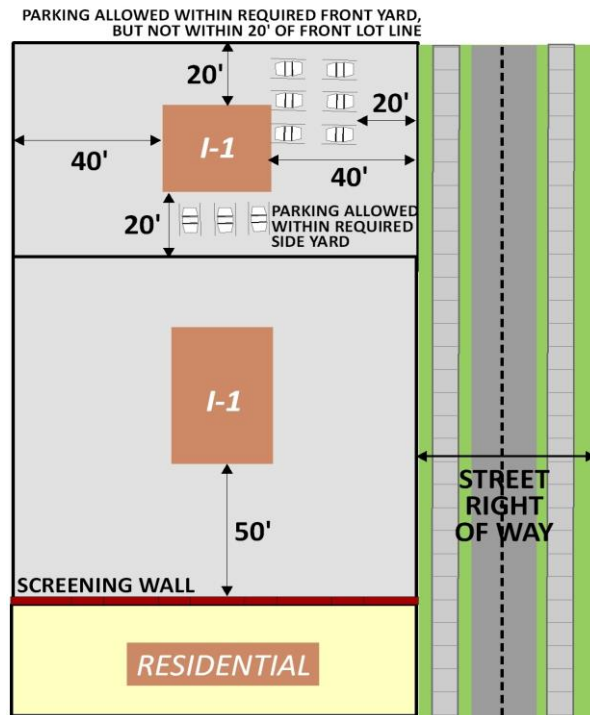 PARKING ALLOWED WITHIN REQUIRED FRONT YARD,
BUT NOT WITHIN 20' OF FRONT LOT LINE
20'
20'
I-1
40'
40'
20'
PARKING ALLOWED
WITHIN REQUIRED
SIDE YARD
I-1
STREET
RIGHT
OF WAY
50'
SCREENING WALL
RESIDENTIAL